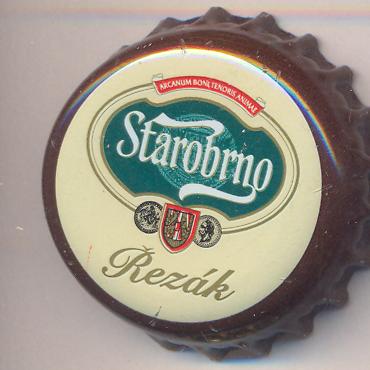 ARCANUM BONI TENORIS ANIMAE
Starobrno
Řezák